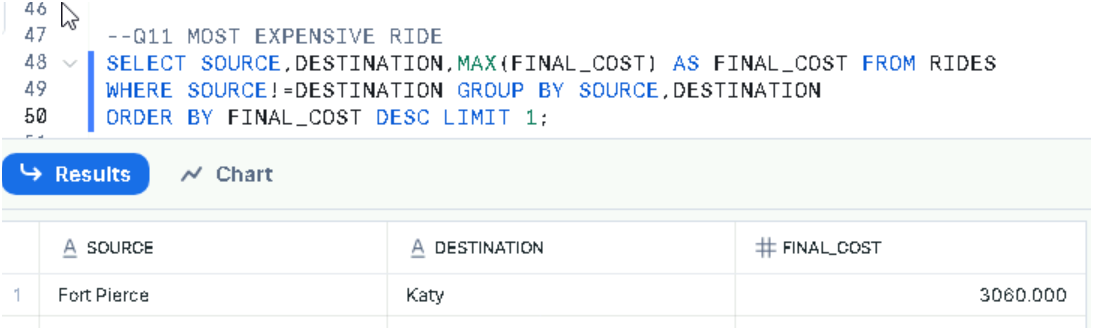 46
47 --Q11 MOST EXPENSIVE RIDE
48 SELECT SOURCE,DESTINATION,MAX(FINAL_COST) AS FINAL_COST FROM RIDES
49 WHERE SOURCE!=DESTINATION GROUP BY SOURCE,DESTINATION
50 ORDER BY FINAL_COST DESC LIMIT 1;
Results Chart
A SOURCE A DESTINATION # FINAL_COST
1 Fort Pierce Katy 3060.000